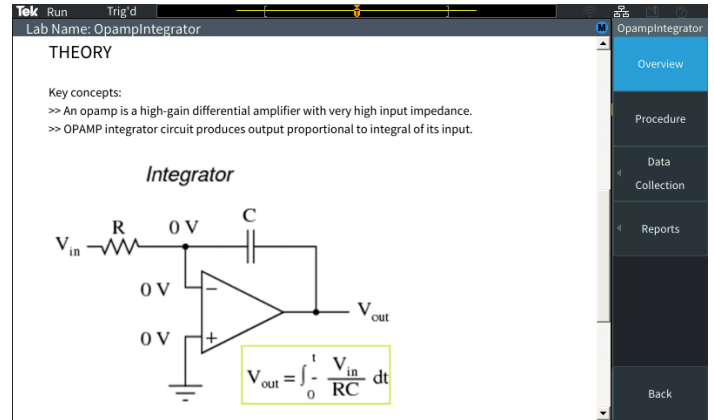 Tek Run Trig'd
Lab Name: OpampIntegrator
M
OpampIntegrator
THEORY
Key concepts:
>> An opamp is a high-gain differential amplifier with very high input impedance.
>> OPAMP integrator circuit produces output proportional to integral of its input.
Integrator
R
0 V
C
Vin
0 V
−
Vout
0 V
+
Vout = ∫0t - Vin/RC dt
Overview
Procedure
Data
Collection
Reports
Back